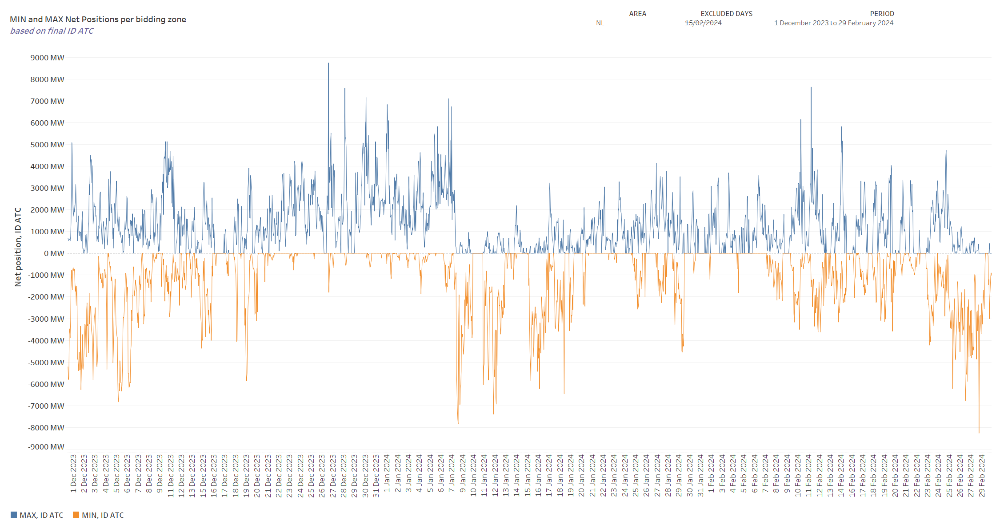 MIN and MAX Net Positions per bidding zone
based on final ID ATC
AREA
NL
EXCLUDED DAYS
15/02/2024
PERIOD
1 December 2023 to 29 February 2024
Net position, ID ATC
9000 MW
8000 MW
7000 MW
6000 MW
5000 MW
4000 MW
3000 MW
2000 MW
1000 MW
0 MW
-1000 MW
-2000 MW
-3000 MW
-4000 MW
-5000 MW
-6000 MW
-7000 MW
-8000 MW
-9000 MW
1 Dec 2023
2 Dec 2023
3 Dec 2023
4 Dec 2023
5 Dec 2023
6 Dec 2023
7 Dec 2023
8 Dec 2023
9 Dec 2023
11 Dec 2023
12 Dec 2023
13 Dec 2023
15 Dec 2023
16 Dec 2023
17 Dec 2023
18 Dec 2023
19 Dec 2023
20 Dec 2023
21 Dec 2023
22 Dec 2023
23 Dec 2023
24 Dec 2023
25 Dec 2023
26 Dec 2023
27 Dec 2023
28 Dec 2023
29 Dec 2023
30 Dec 2023
31 Dec 2023
1 Jan 2024
2 Jan 2024
3 Jan 2024
4 Jan 2024
5 Jan 2024
6 Jan 2024
7 Jan 2024
9 Jan 2024
10 Jan 2024
11 Jan 2024
12 Jan 2024
13 Jan 2024
14 Jan 2024
15 Jan 2024
16 Jan 2024
17 Jan 2024
18 Jan 2024
19 Jan 2024
20 Jan 2024
21 Jan 2024
22 Jan 2024
23 Jan 2024
24 Jan 2024
25 Jan 2024
26 Jan 2024
27 Jan 2024
28 Jan 2024
29 Jan 2024
30 Jan 2024
31 Jan 2024
1 Feb 2024
3 Feb 2024
4 Feb 2024
5 Feb 2024
6 Feb 2024
7 Feb 2024
8 Feb 2024
9 Feb 2024
10 Feb 2024
11 Feb 2024
12 Feb 2024
13 Feb 2024
14 Feb 2024
16 Feb 2024
17 Feb 2024
18 Feb 2024
19 Feb 2024
20 Feb 2024
21 Feb 2024
22 Feb 2024
23 Feb 2024
24 Feb 2024
25 Feb 2024
26 Feb 2024
27 Feb 2024
29 Feb 2024
MAX, ID ATC
MIN, ID ATC